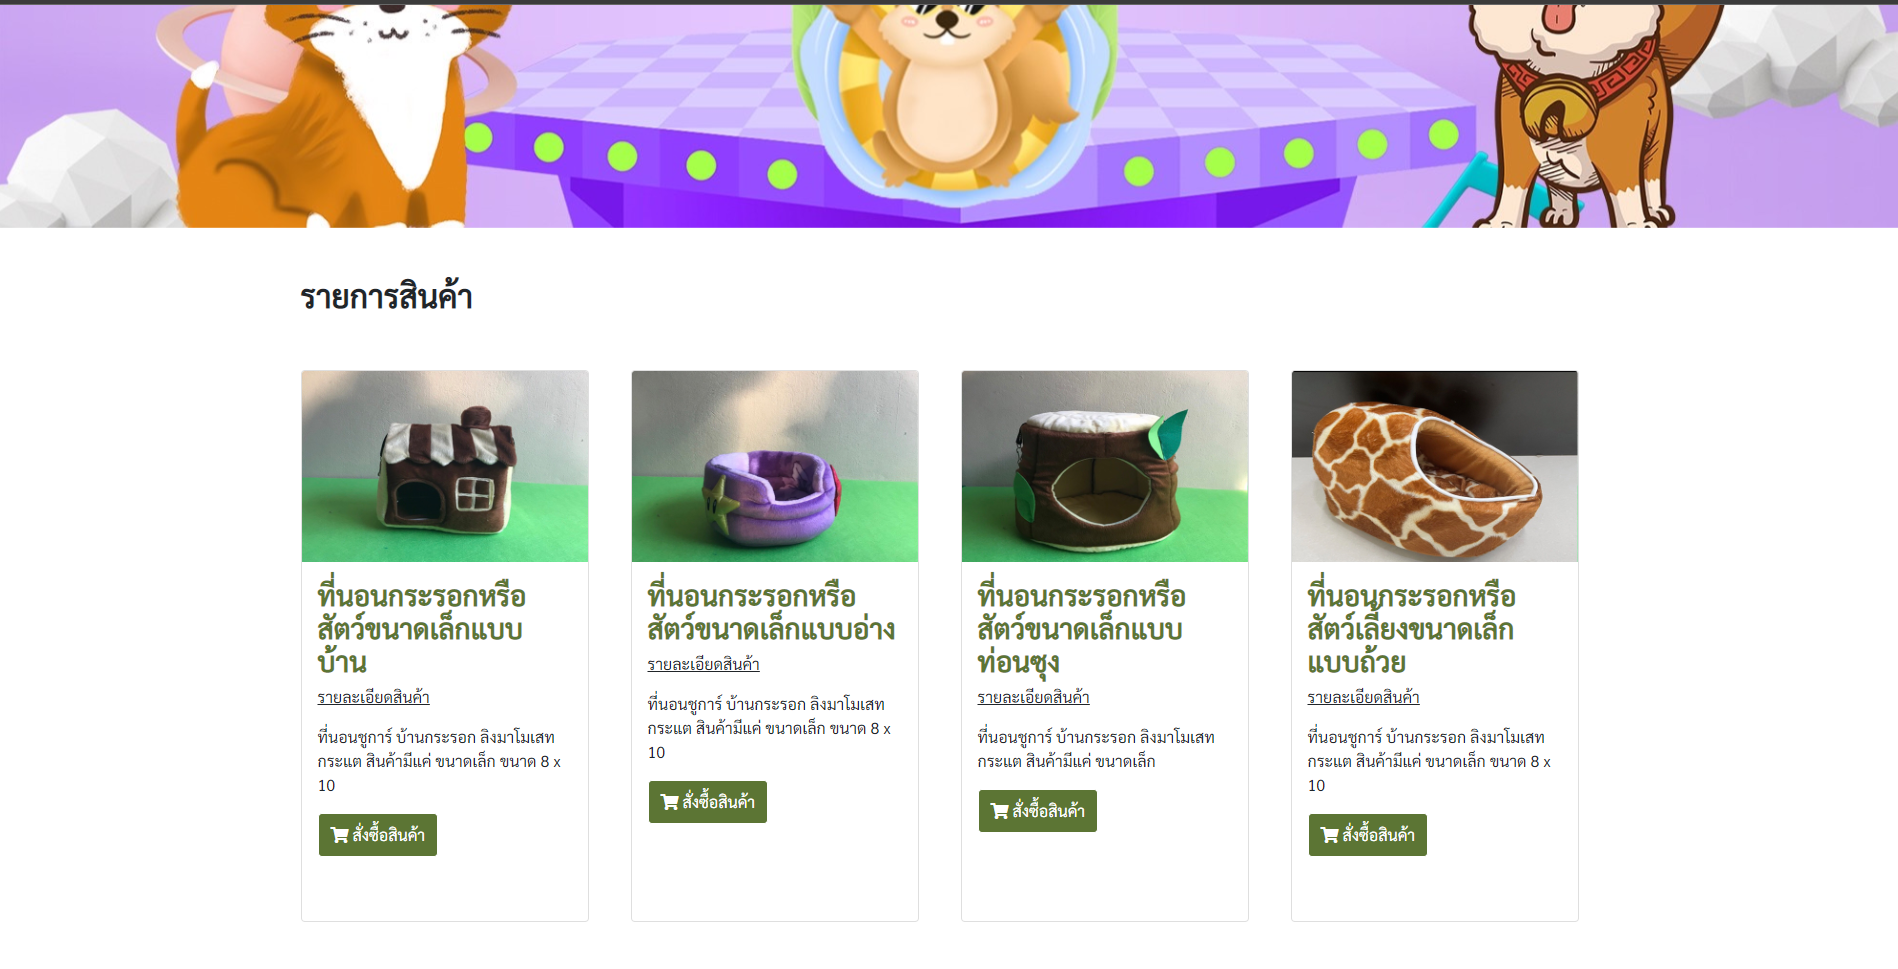 รายการสินค้า
ที่นอนกระรอกหรือ
สัตว์ขนาดเล็กแบบ
บ้าน
รายละเอียดสินค้า
ที่นอนชูการ์ บ้านกระรอก ลิงมาโมเสท
กระแต สินค้ามีแค่ ขนาดเล็ก ขนาด 8 x
10
สั่งซื้อสินค้า
ที่นอนกระรอกหรือ
สัตว์ขนาดเล็กแบบอ่าง
รายละเอียดสินค้า
ที่นอนชูการ์ บ้านกระรอก ลิงมาโมเสท
กระแต สินค้ามีแค่ ขนาดเล็ก ขนาด 8 x
10
สั่งซื้อสินค้า
ที่นอนกระรอกหรือ
สัตว์ขนาดเล็กแบบ
ท่อนซุง
รายละเอียดสินค้า
ที่นอนชูการ์ บ้านกระรอก ลิงมาโมเสท
กระแต สินค้ามีแค่ ขนาดเล็ก
สั่งซื้อสินค้า
ที่นอนกระรอกหรือ
สัตว์เลี้ยงขนาดเล็ก
แบบถ้วย
รายละเอียดสินค้า
ที่นอนชูการ์ บ้านกระรอก ลิงมาโมเสท
กระแต สินค้ามีแค่ ขนาดเล็ก ขนาด 8 x
10
สั่งซื้อสินค้า